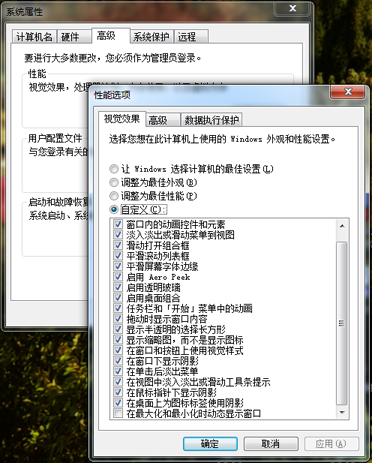 系统属性
计算机名
硬件
高级
系统保护
远程
要进行大多数更改，您必须作为管理员登录。
性能
视觉效果，处理器
用户配置文件
与您登录有关的
启动和故障恢复
系统启动、系统
性能选项
视觉效果
高级
数据执行保护
选择您想在此计算机上使用的 Windows 外观和性能设置。
让 Windows 选择计算机的最佳设置(L)
调整为最佳外观(B)
调整为最佳性能(P)
自定义(C):
窗口内的动画控件和元素
淡入淡出或滑动菜单到视图
滑动打开组合框
平滑滚动列表框
平滑屏幕字体边缘
启用 Aero Peek
启用透明玻璃
启用桌面组合
任务栏和「开始」菜单中的动画
拖动时显示窗口内容
显示半透明的选择长方形
显示缩略图，而不是显示图标
在窗口和按钮上使用视觉样式
在窗口下显示阴影
在单击后淡出菜单
在视图中淡入淡出或滑动工具条提示
在鼠标指针下显示阴影
在桌面上为图标标签使用阴影
在最大化和最小化时动态显示窗口
确定
取消
应用(A)